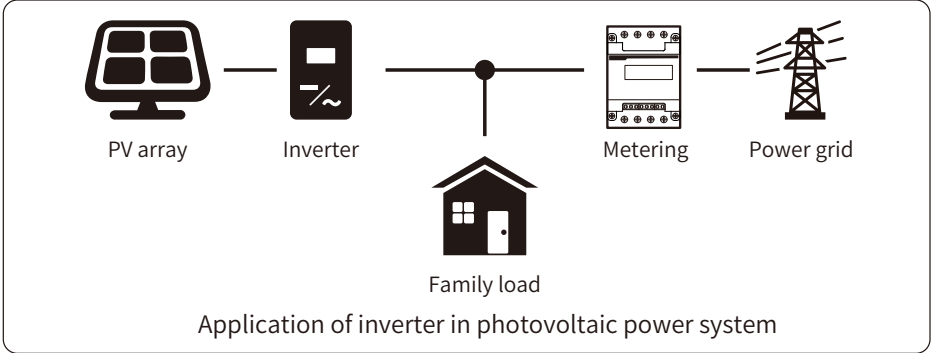 PV array
Inverter
Metering
Power grid
Family load
Application of inverter in photovoltaic power system